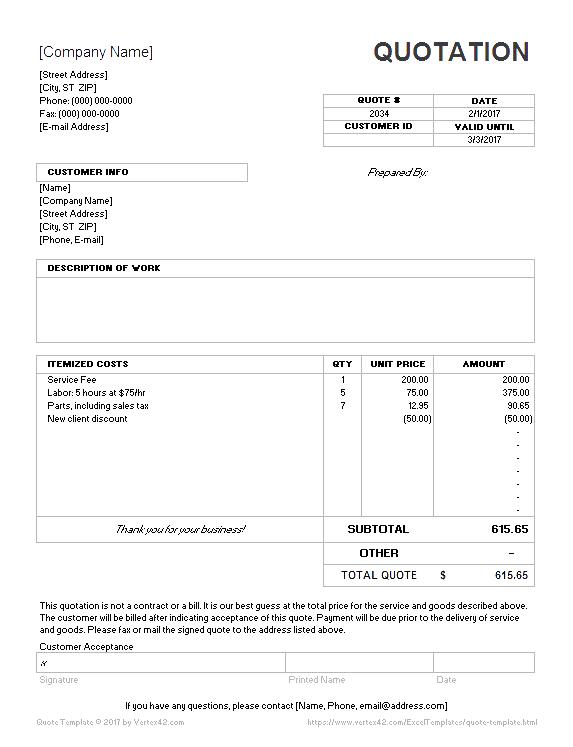 [Company Name]
QUOTATION
[Street Address]
[City, ST ZIP]
Phone: (000) 000-0000
Fax: (000) 000-0000
[E-mail Address]
QUOTE # DATE
2034 2/1/2017
CUSTOMER ID VALID UNTIL
3/3/2017
CUSTOMER INFO
Prepared By:
[Name]
[Company Name]
[Street Address]
[City, ST ZIP]
[Phone, E-mail]
DESCRIPTION OF WORK
ITEMIZED COSTS QTY UNIT PRICE AMOUNT
Service Fee 1 200.00 200.00
Labor: 5 hours at $75/hr 5 75.00 375.00
Parts, including sales tax 7 12.95 90.65
New client discount (50.00) (50.00)
-
-
-
-
-
-
-
Thank you for your business! SUBTOTAL 615.65
OTHER -
TOTAL QUOTE $ 615.65
This quotation is not a contract or a bill. It is our best guess at the total price for the service and goods described above.
The customer will be billed after indicating acceptance of this quote. Payment will be due prior to the delivery of service
and goods. Please fax or mail the signed quote to the address listed above.
Customer Acceptance
x
Signature Printed Name Date
If you have any questions, please contact [Name, Phone, email@address.com]
Quote Template © 2017 by Vertex42.com https://www.vertex42.com/ExcelTemplates/quote-template.html